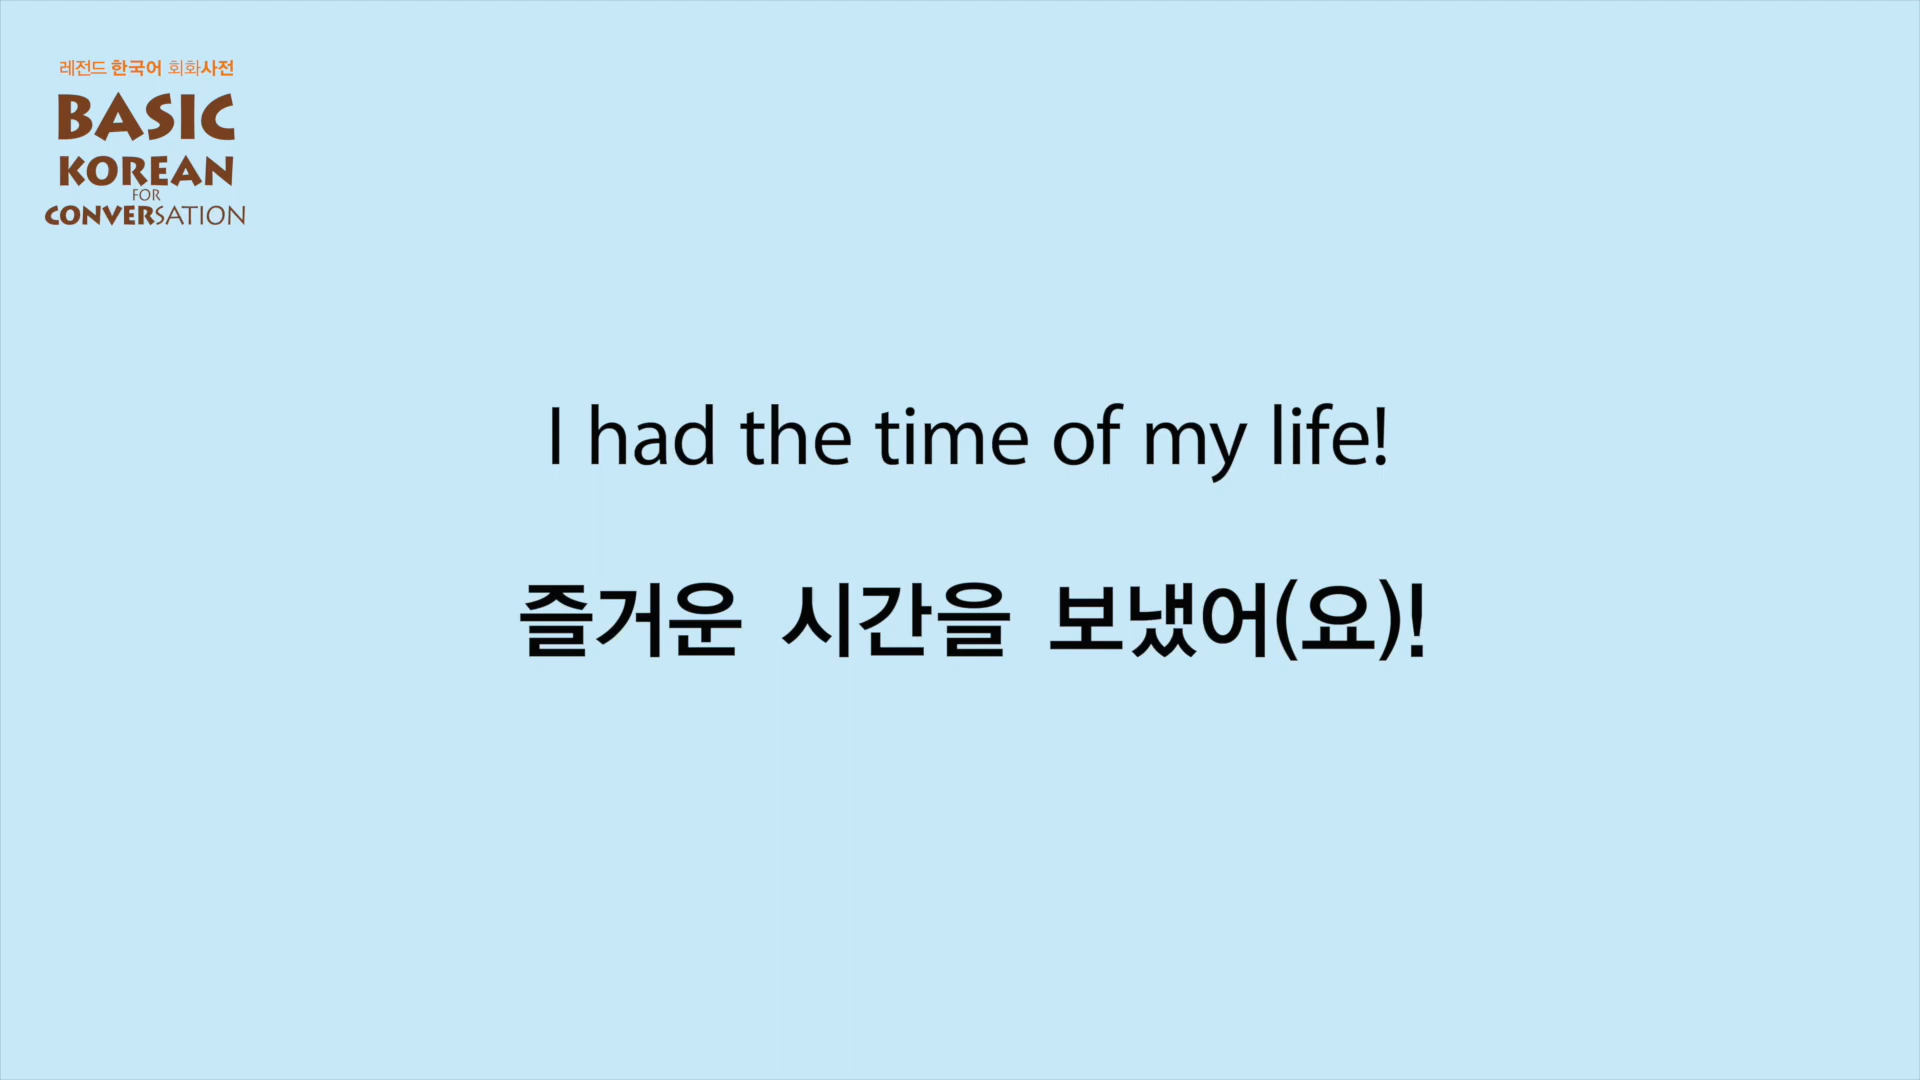 레전드 한국어 회화사전
BASIC
KOREAN
FOR
CONVERSATION
I had the time of my life!
즐거운 시간을 보냈어(요)!